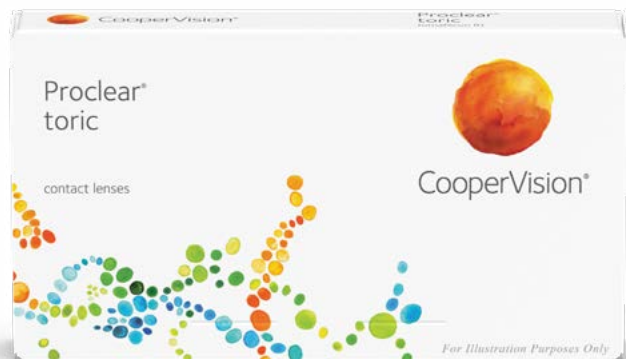 CooperVision®
Proclear®
toric
Proclear®
toric
contact lenses
CooperVision®
For Illustration Purposes Only